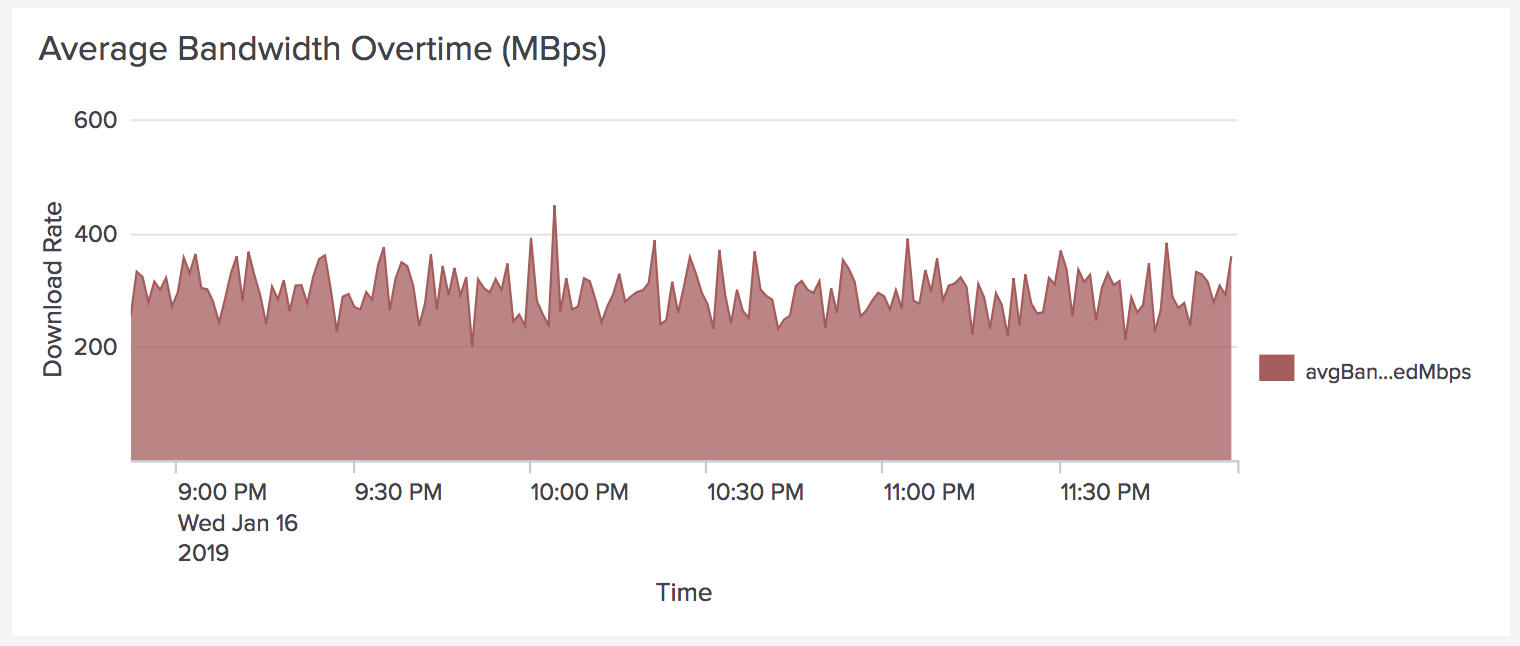 Average Bandwidth Overtime (MBps)
600
400
200
Download Rate
avgBan...edMbps
9:00 PM 9:30 PM 10:00 PM 10:30 PM 11:00 PM 11:30 PM
Wed Jan 16
2019
Time